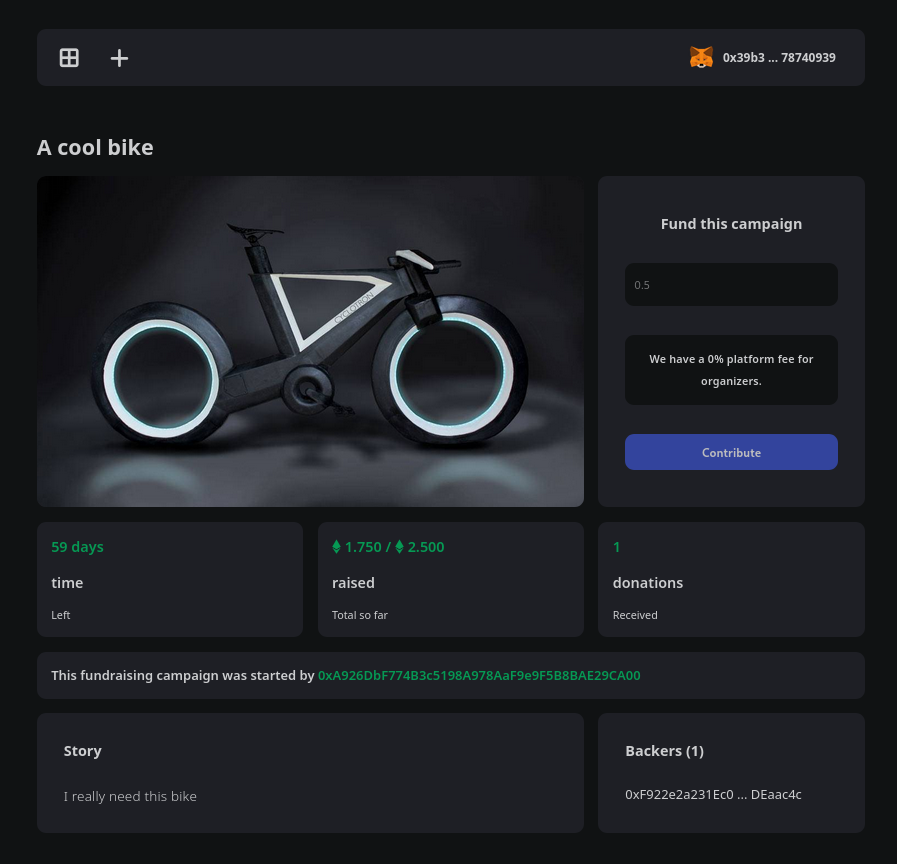 0x39b3 ... 78740939
A cool bike
CYCLOTRON
Fund this campaign
0.5
We have a 0% platform fee for
organizers.
Contribute
59 days
time
Left
1.750 / 2.500
raised
Total so far
1
donations
Received
This fundraising campaign was started by 0xA926DbF774B3c5198A978AaF9e9F5B8BAE29CA00
Story
I really need this bike
Backers (1)
0xF922e2a231Ec0 ... DEaac4c